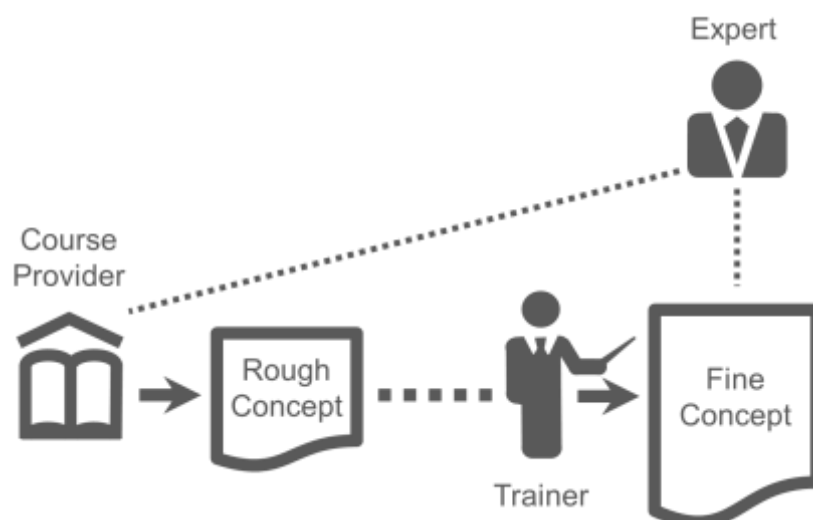 Expert
Course
Provider
Rough
Concept
Fine
Concept
Trainer